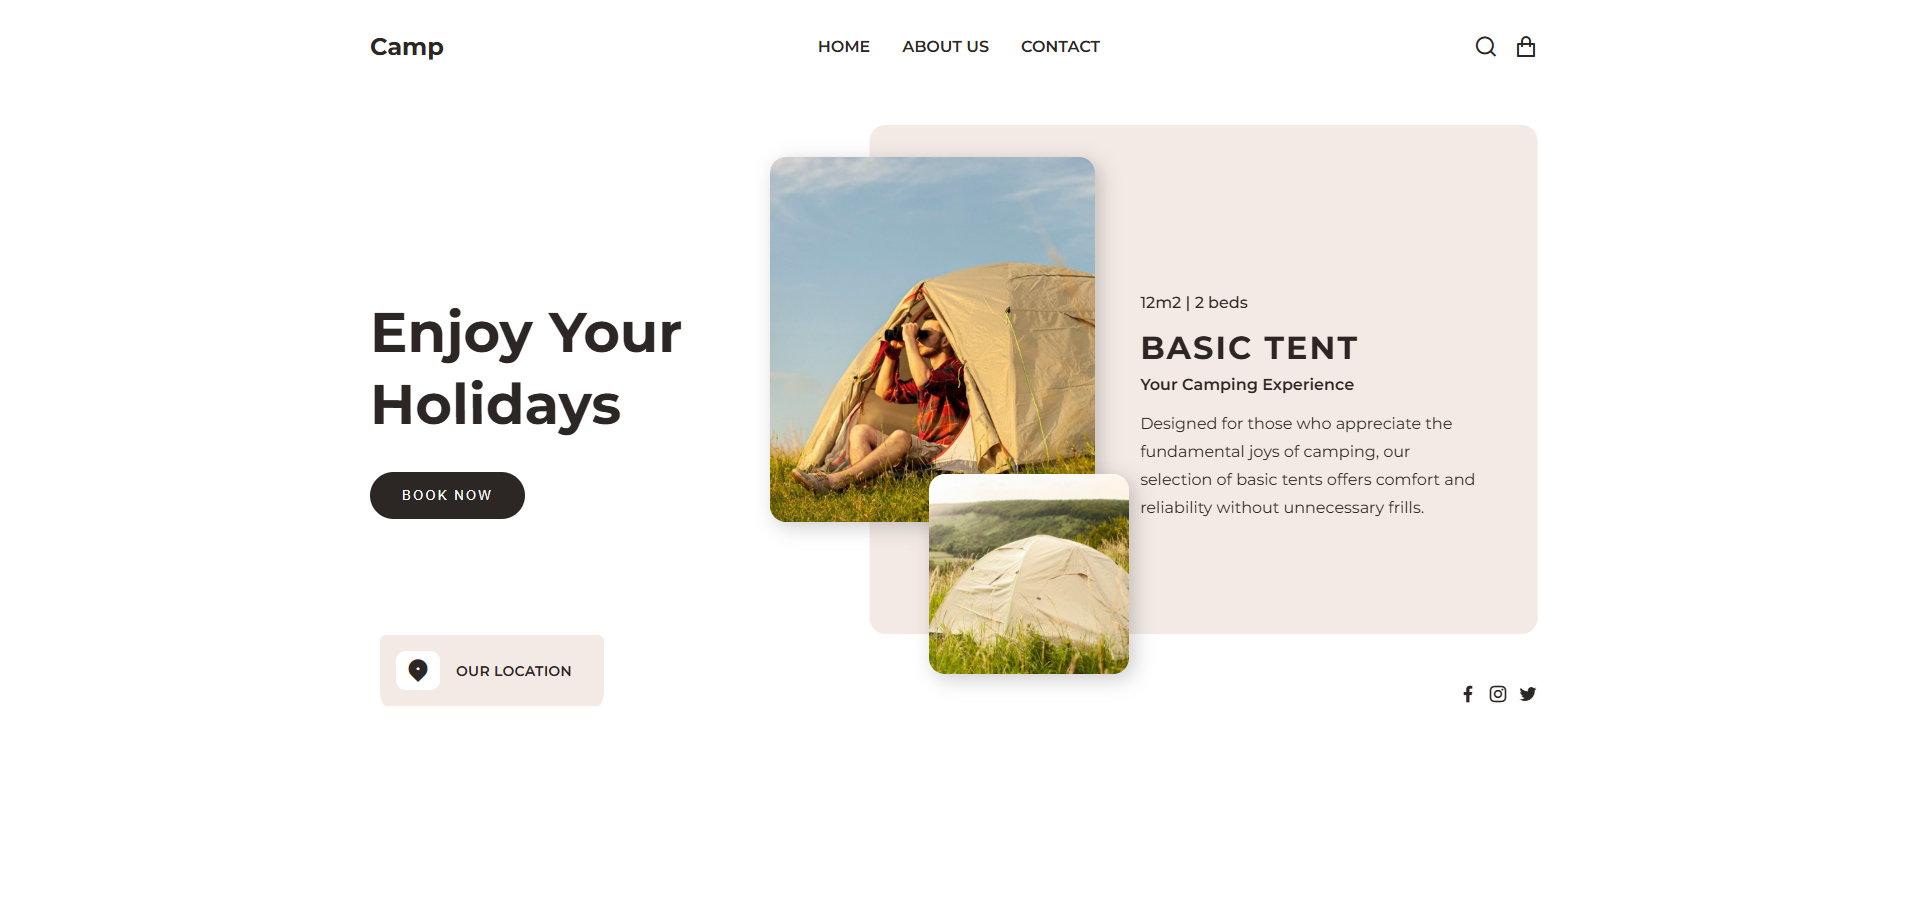 Camp
HOME
ABOUT US
CONTACT
Enjoy Your
Holidays
BOOK NOW
12m2 | 2 beds
BASIC TENT
Your Camping Experience
Designed for those who appreciate the
fundamental joys of camping, our
selection of basic tents offers comfort and
reliability without unnecessary frills.
OUR LOCATION